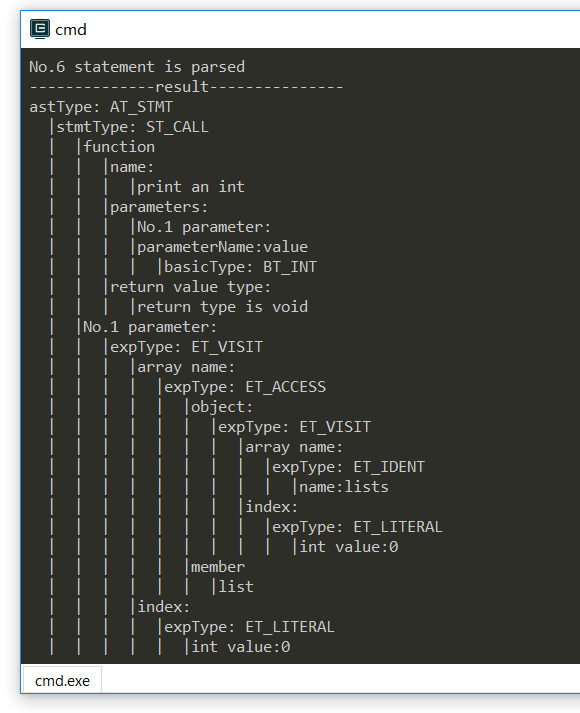 cmd
No.6 statement is parsed
--------------result---------------
astType: AT_STMT
  |stmtType: ST_CALL
  |  |function
  |  |  |name:
  |  |  |  |print an int
  |  |  |parameters:
  |  |  |  |No.1 parameter:
  |  |  |  |parameterName:value
  |  |  |  |  |basicType: BT_INT
  |  |  |return value type:
  |  |  |  |return type is void
  |  |No.1 parameter:
  |  |  |expType: ET_VISIT
  |  |  |  |array name:
  |  |  |  |  |expType: ET_ACCESS
  |  |  |  |  |  |object:
  |  |  |  |  |  |  |expType: ET_VISIT
  |  |  |  |  |  |  |  |array name:
  |  |  |  |  |  |  |  |  |expType: ET_IDENT
  |  |  |  |  |  |  |  |  |  |name:lists
  |  |  |  |  |  |  |  |index:
  |  |  |  |  |  |  |  |  |expType: ET_LITERAL
  |  |  |  |  |  |  |  |  |  |int value:0
  |  |  |  |  |  |member
  |  |  |  |  |  |  |list
  |  |  |  |index:
  |  |  |  |  |expType: ET_LITERAL
  |  |  |  |  |  |int value:0
cmd.exe